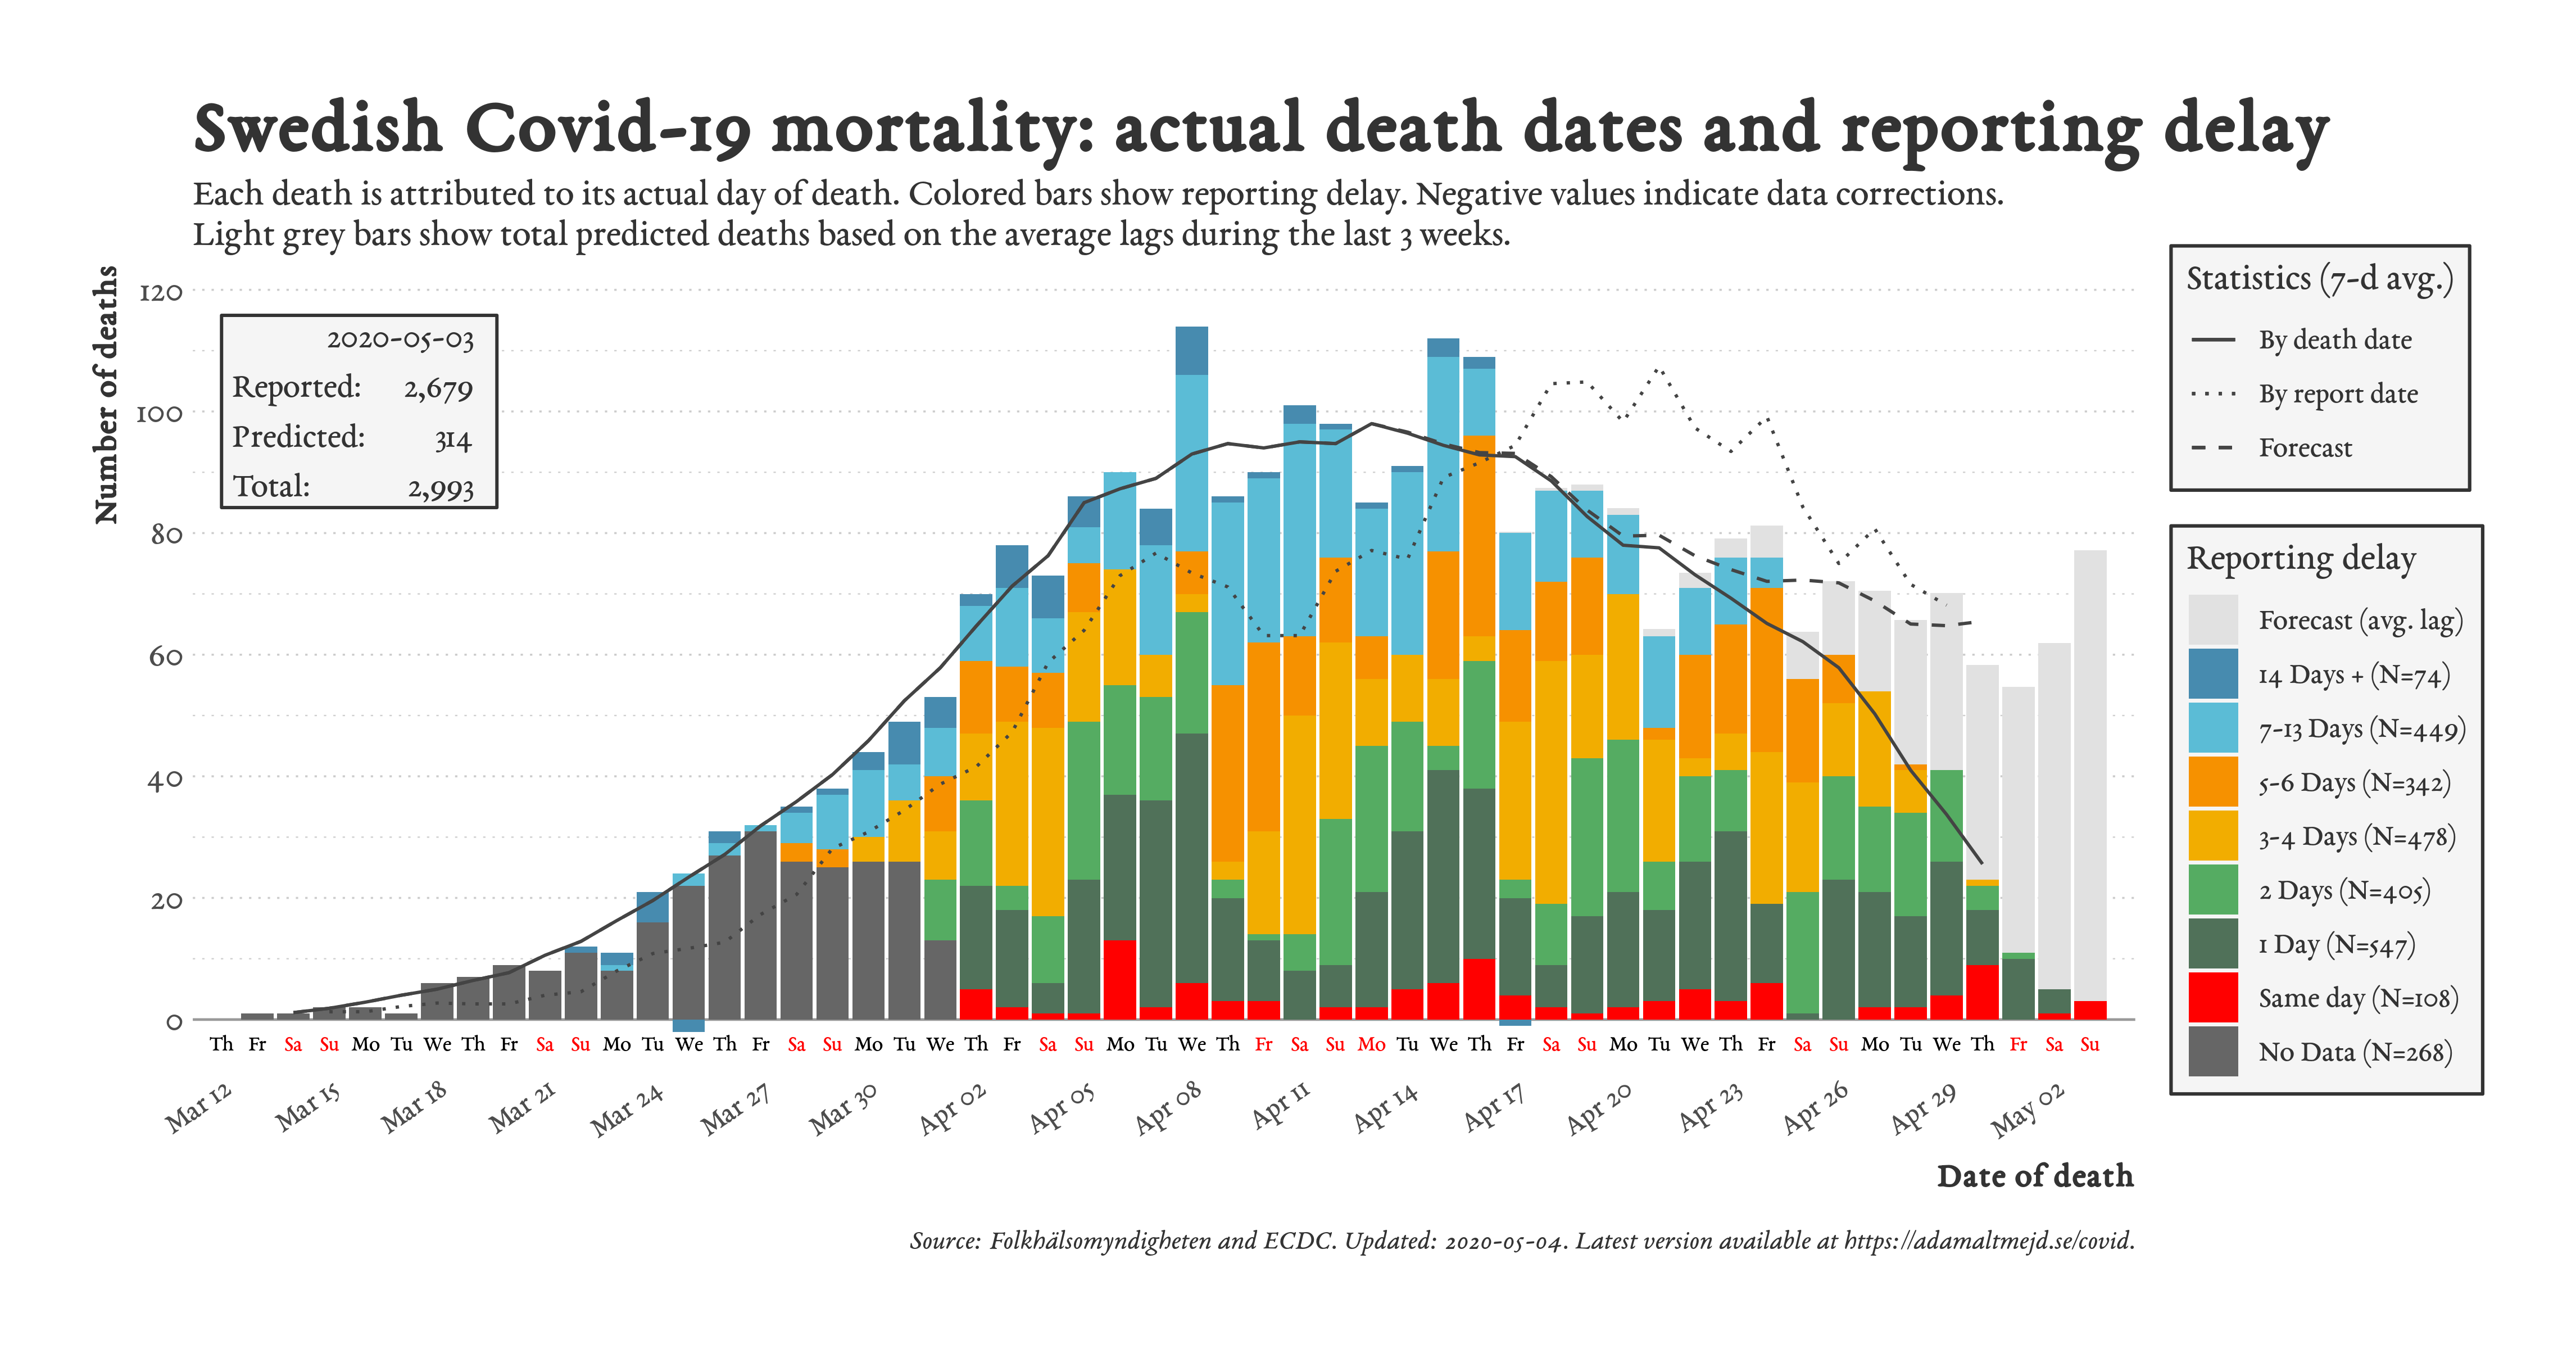 Swedish Covid-19 mortality: actual death dates and reporting delay
Each death is attributed to its actual day of death. Colored bars show reporting delay. Negative values indicate data corrections.
Light grey bars show total predicted deaths based on the average lags during the last 3 weeks.
Number of deaths
120
100
80
60
40
20
0
2020-05-03
Reported: 2,679
Predicted: 314
Total: 2,993
Statistics (7-d avg.)
By death date
By report date
Forecast
Reporting delay
Forecast (avg. lag)
14 Days + (N=74)
7-13 Days (N=449)
5-6 Days (N=342)
3-4 Days (N=478)
2 Days (N=405)
1 Day (N=547)
Same day (N=108)
No Data (N=268)
Th Fr Sa Su Mo Tu We Th Fr Sa Su Mo Tu We Th Fr Sa Su Mo Tu We Th Fr Sa Su Mo Tu We Th Fr Sa Su Mo Tu We Th Fr Sa Su Mo Tu We Th Fr Sa Su Mo Tu We Th Fr Sa Su
Mar 12 Mar 15 Mar 18 Mar 21 Mar 24 Mar 27 Mar 30 Apr 02 Apr 05 Apr 08 Apr 11 Apr 14 Apr 17 Apr 20 Apr 23 Apr 26 Apr 29 May 02
Date of death
Source: Folkhälsomyndigheten and ECDC. Updated: 2020-05-04. Latest version available at https://adamaltmejd.se/covid.